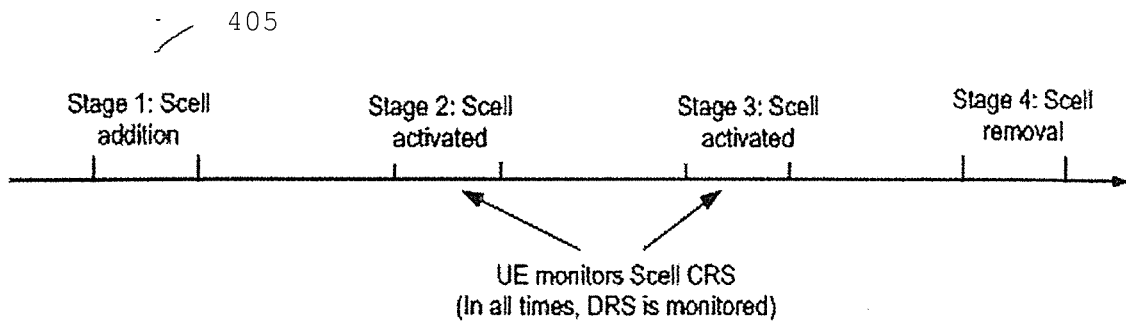 405
Stage 1: Scell
addition
Stage 2: Scell
activated
Stage 3: Scell
activated
Stage 4: Scell
removal
UE monitors Scell CRS
(In all times, DRS is monitored)